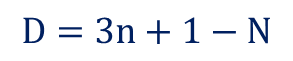 D = 3n + 1 – N